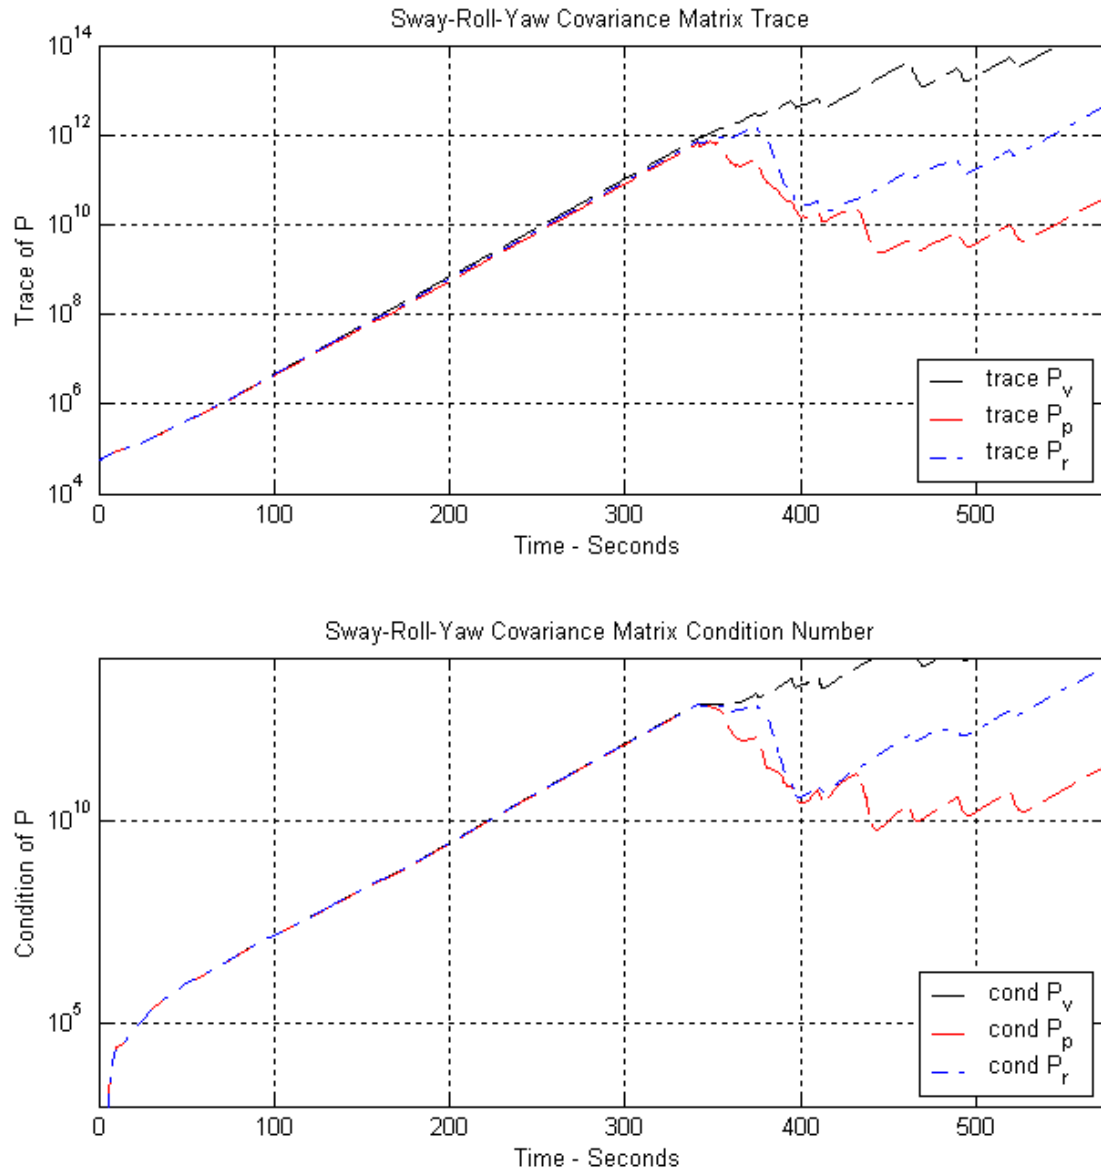 Sway-Roll-Yaw Covariance Matrix Trace
Trace of P
10^14
10^12
10^10
10^8
10^6
10^4
trace P_v
trace P_p
trace P_r
0 100 200 300 400 500
Time - Seconds
Sway-Roll-Yaw Covariance Matrix Condition Number
Condition of P
10^10
10^5
cond P_v
cond P_p
cond P_r
0 100 200 300 400 500
Time - Seconds